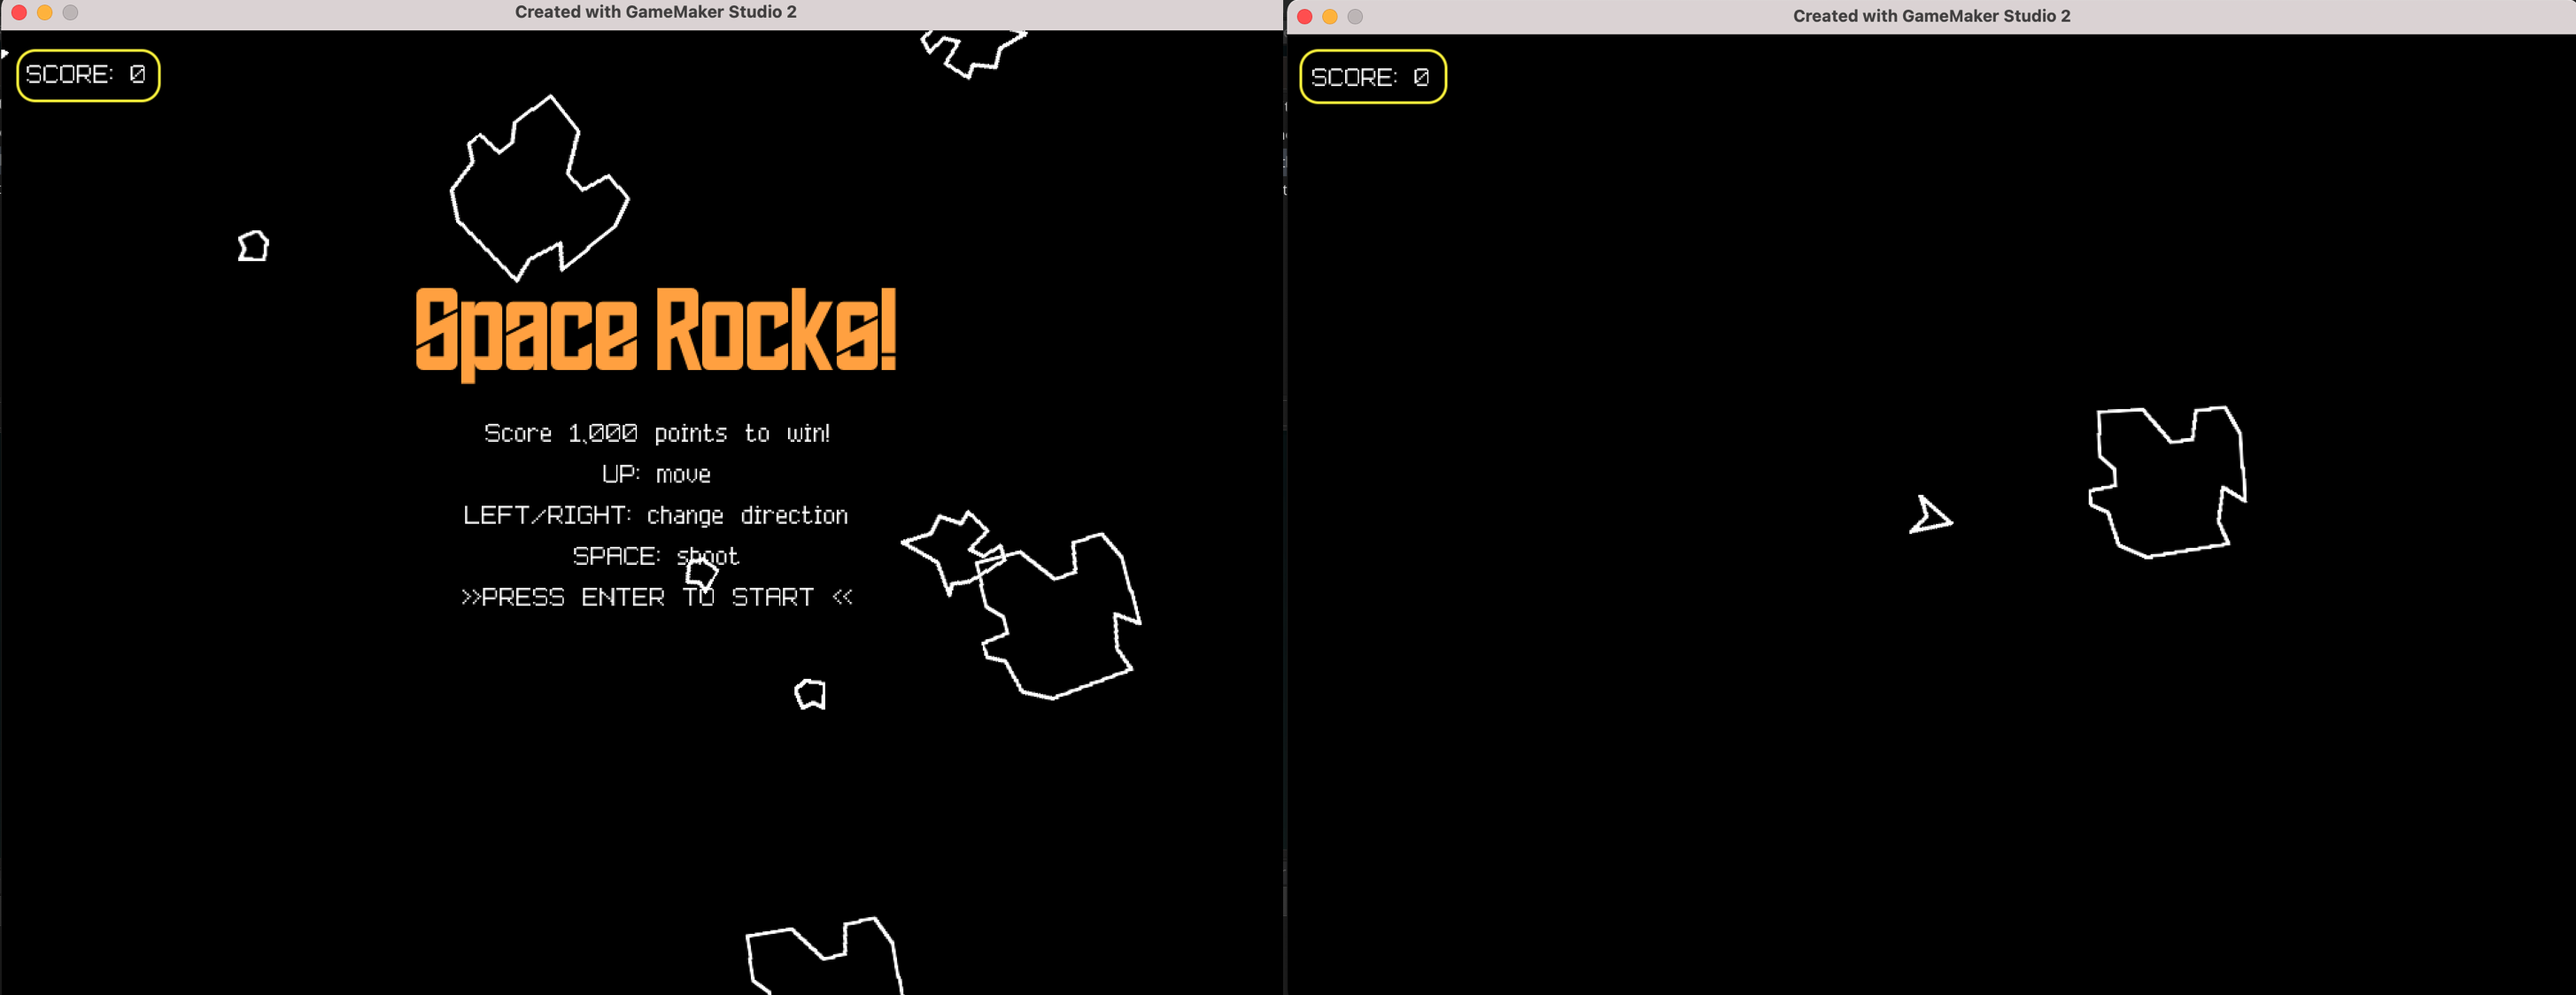 Created with GameMaker Studio 2
SCORE: 0
Space Rocks!
Score 1,000 points to win!
UP: move
LEFT/RIGHT: change direction
SPACE: shoot
>>PRESS ENTER TO START <<
Created with GameMaker Studio 2
SCORE: 0